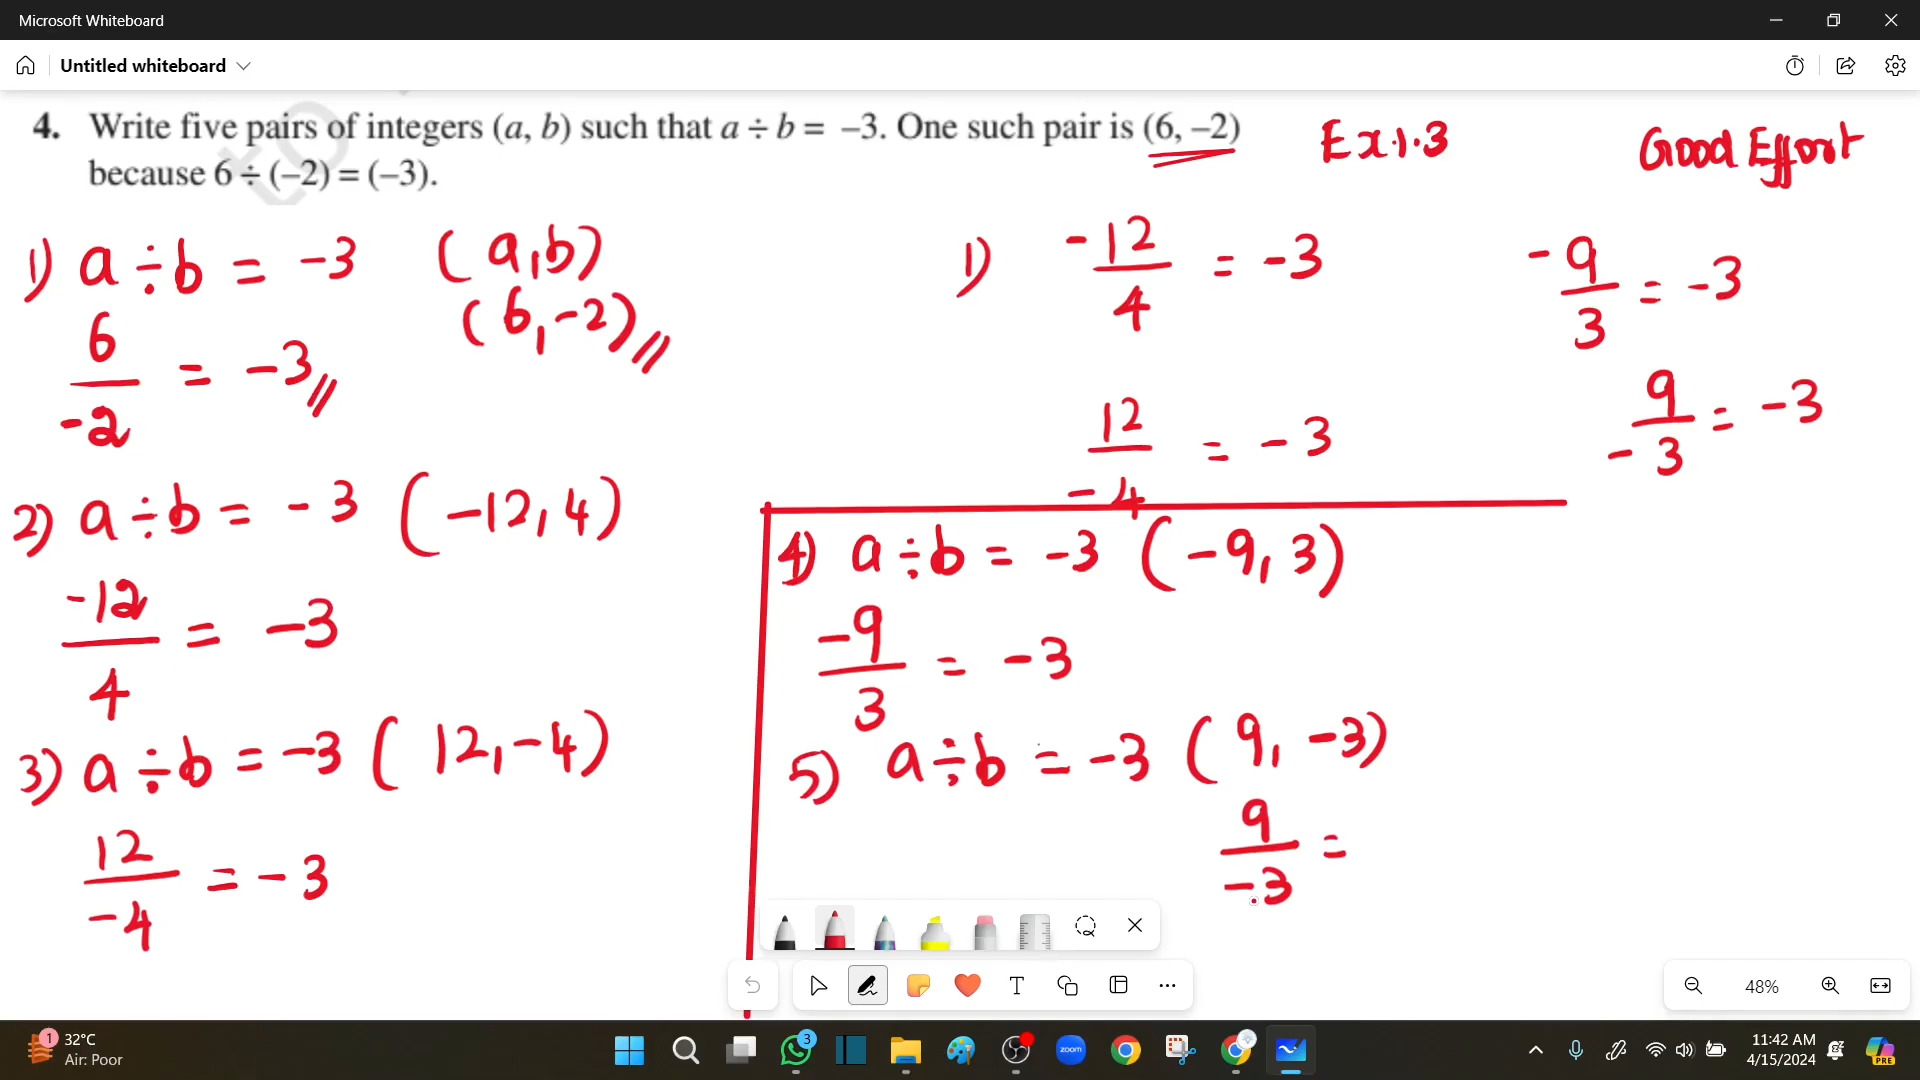 Microsoft Whiteboard
Untitled whiteboard
4. Write five pairs of integers (a, b) such that a ÷ b = –3. One such pair is (6, –2)
because 6 ÷ (–2) = (–3).
Ex 1.3
Good Effort
1) a ÷ b = -3 (a,b)
(6,-2)//
6/-2 = -3//
2) a ÷ b = -3 (-12,4)
-12/4 = -3
3) a ÷ b = -3 (12,-4)
12/-4 = -3
1) -12/4 = -3
12/-4 = -3
-9/3 = -3
9/-3 = -3
4) a ÷ b = -3 (-9,3)
-9/3 = -3
5) a ÷ b = -3 (9,-3)
9/-3 =
48%
1
32°C
Air: Poor
3
zoom
11:42 AM
4/15/2024
PRE